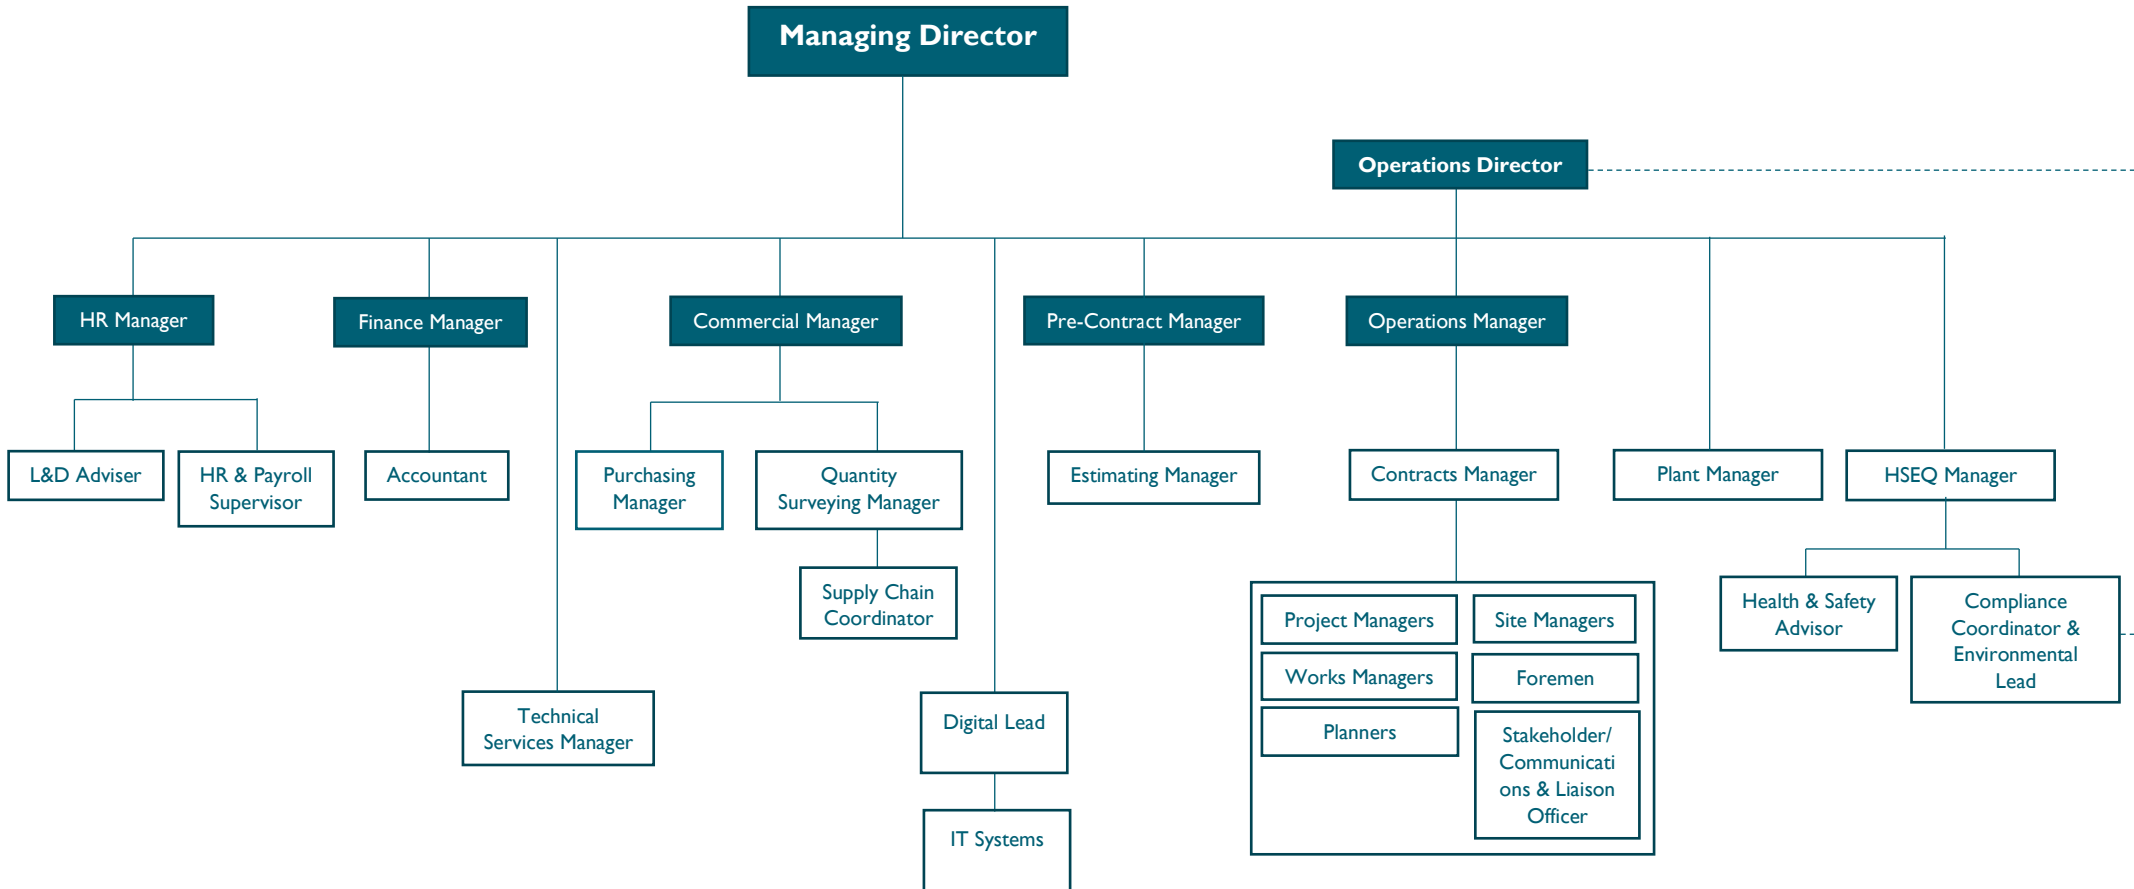 Managing Director
Operations Director
HR Manager
Finance Manager
Commercial Manager
Pre-Contract Manager
Operations Manager
L&D Adviser
HR & Payroll
Supervisor
Accountant
Purchasing
Manager
Quantity
Surveying Manager
Estimating Manager
Contracts Manager
Plant Manager
HSEQ Manager
Supply Chain
Coordinator
Health & Safety
Advisor
Compliance
Coordinator &
Environmental
Lead
Project Managers
Site Managers
Works Managers
Foremen
Planners
Stakeholder/
Communicati
ons & Liaison
Officer
Technical
Services Manager
Digital Lead
IT Systems